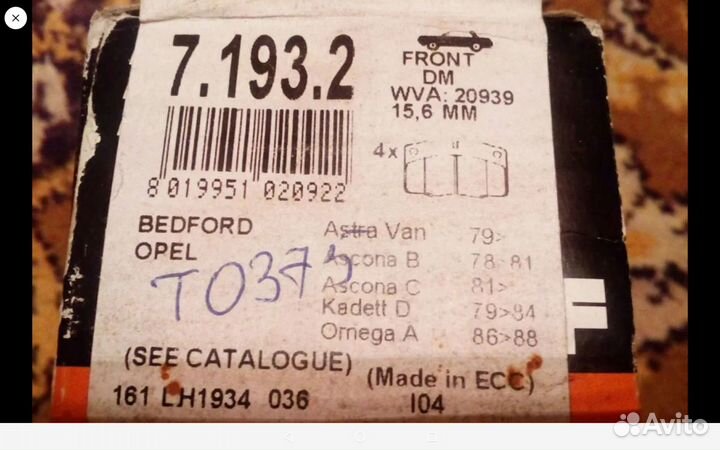 7.193.2
FRONT
DM
WVA: 20939
15,6 MM
4x
8 019951 020922
BEDFORD
OPEL
Astra Van 79>
Ascona B 78>81
Ascona C 81>
Kadett D 79>84
Omega A 86>88
TO373
(SEE CATALOGUE)
(Made in ECC)
161 LH1934 036
I04
F
Avito